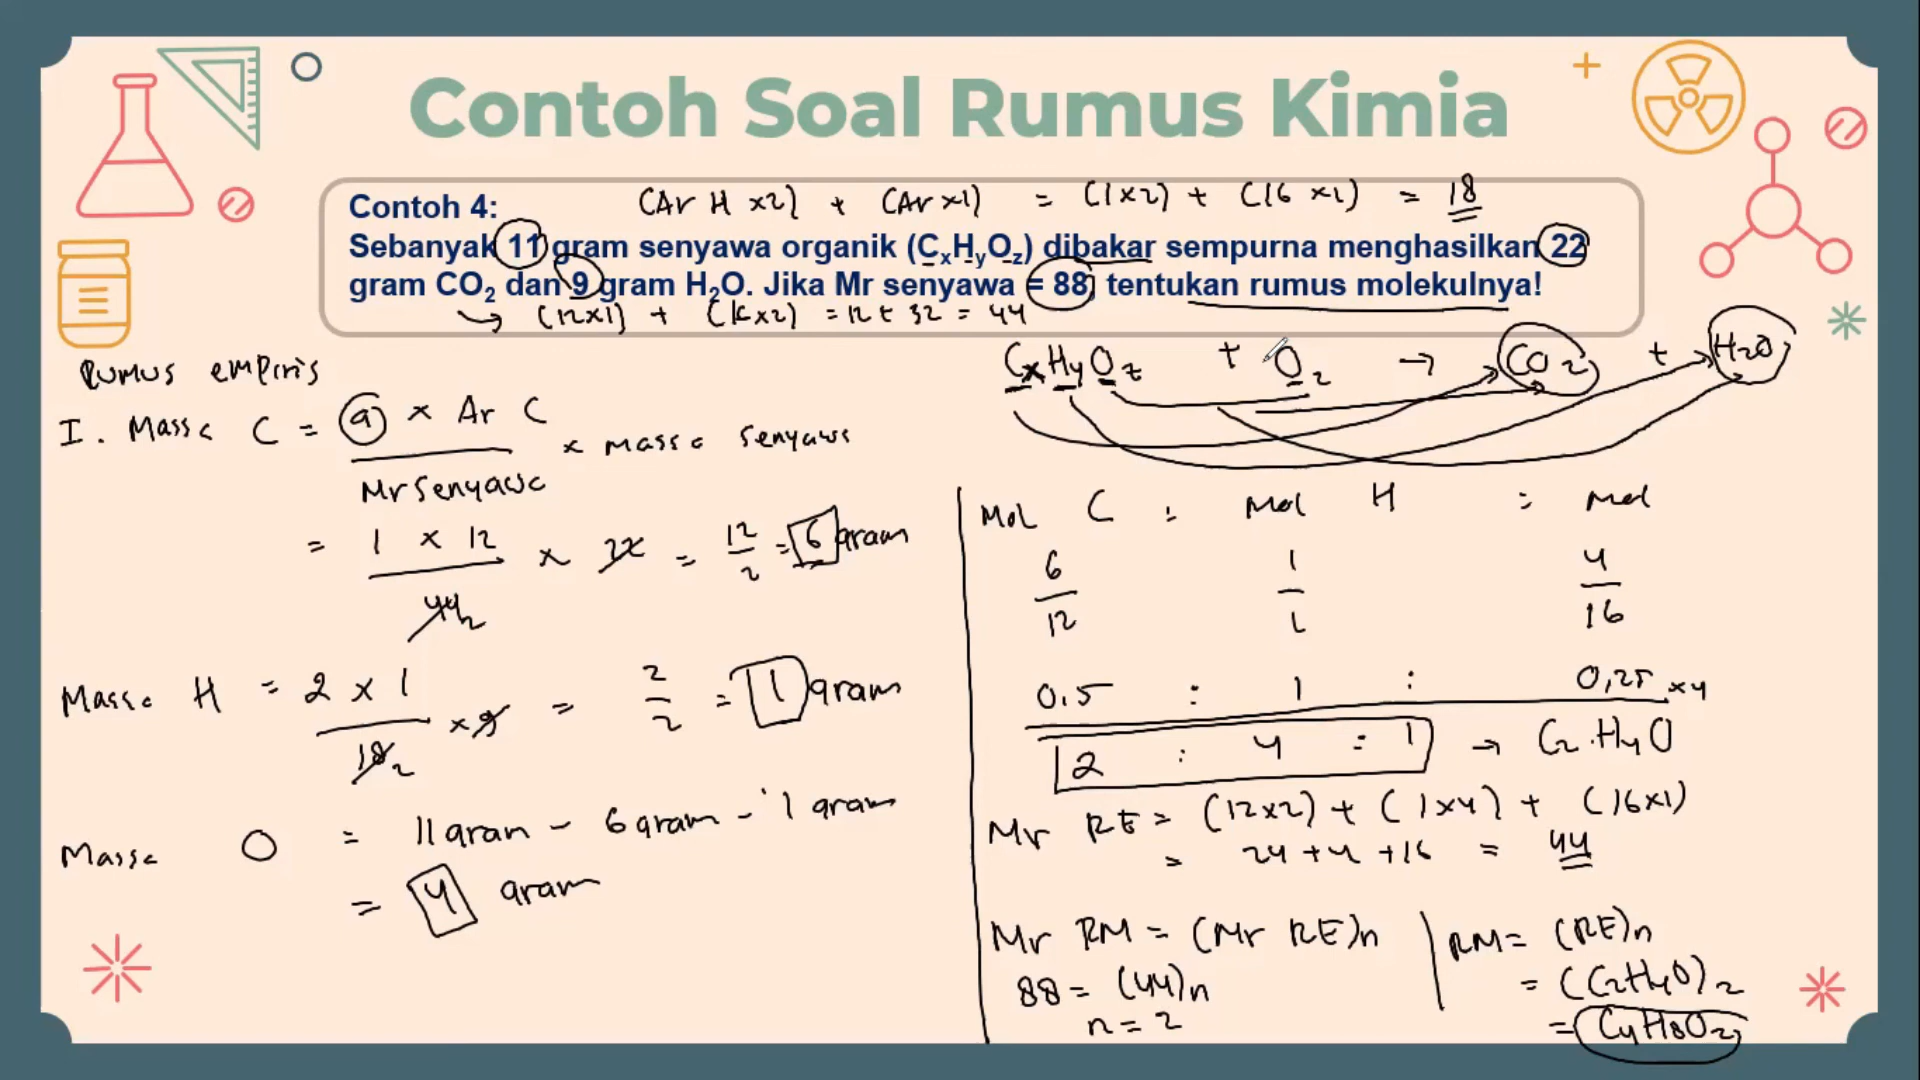 Contoh Soal Rumus Kimia
Contoh 4:
(Ar H x2) + (Ar x1) = (1x2) + (16 x1) = 18
Sebanyak 11 gram senyawa organik (CxHyOz) dibakar sempurna menghasilkan 22
gram CO2 dan 9 gram H2O. Jika Mr senyawa = 88, tentukan rumus molekulnya!
→ (12x1) + (16x2) = 12 + 32 = 44
CxHyOz + O2 → CO2 + H2O
Rumus empiris
I. Massa C = a x Ar C
x massa senyawa
Mr senyawa
= 1 x 12
x 22 = 12
= 6 gram
44 2
2
Massa H = 2 x 1
x 9 = 2
= 1 gram
18 2
2
Massa O = 11 gram - 6 gram - 1 gram
= 4 gram
Mol C : Mol H : Mol
6 1 4
12 1 16
0,5 : 1 : 0,25 x4
2 : 4 : 1 → C2H4O
Mr RE = (12x2) + (1x4) + (16x1)
= 24 + 4 + 16 = 44
Mr RM = (Mr RE)n
88 = (44)n
n = 2
RM = (RE)n
= (C2H4O)2
= C4H8O2